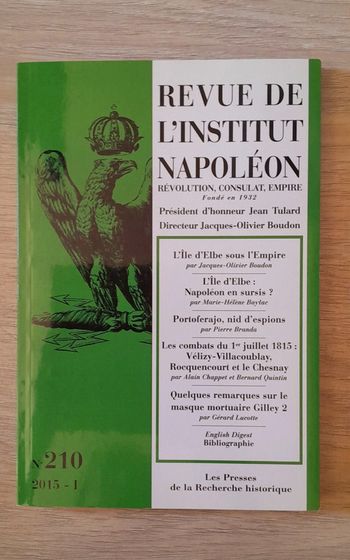 REVUE DE
L'INSTITUT
NAPOLÉON
RÉVOLUTION, CONSULAT, EMPIRE
Fondé en 1932
Président d'honneur Jean Tulard
Directeur Jacques-Olivier Boudon
L'Île d'Elbe sous l'Empire
par Jacques-Olivier Boudon
L'Île d'Elbe :
Napoléon en sursis ?
par Marie-Hélène Baylac
Portoferajo, nid d'espions
par Pierre Branda
Les combats du 1er juillet 1815 :
Vélizy-Villacoublay,
Rocquencourt et le Chesnay
par Alain Chappet et Bernard Quintin
Quelques remarques sur le
masque mortuaire Gilley 2
par Gérard Lucotte
English Digest
Bibliographie
N° 210
2015 - I
Les Presses
de la Recherche historique